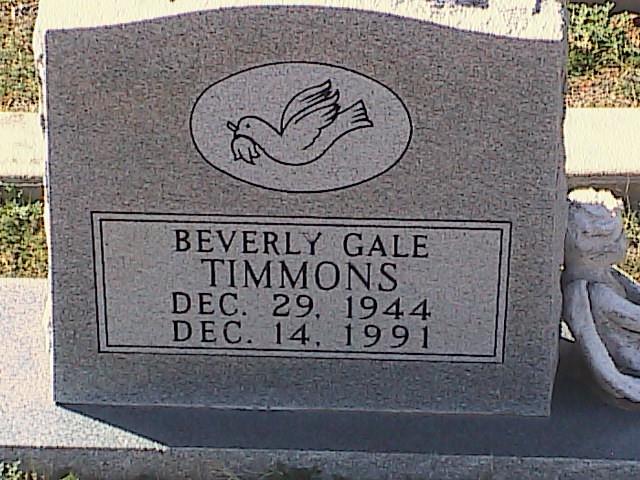 BEVERLY GALE
TIMMONS
DEC. 29, 1944
DEC. 14, 1991